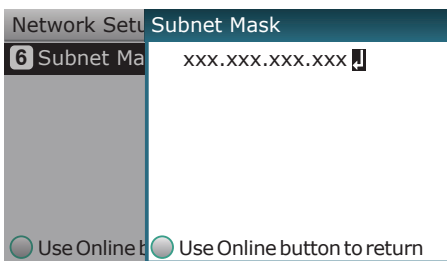 Network Setu
6 Subnet Ma
Use Online b
Subnet Mask
xxx.xxx.xxx.xxx
Use Online button to return